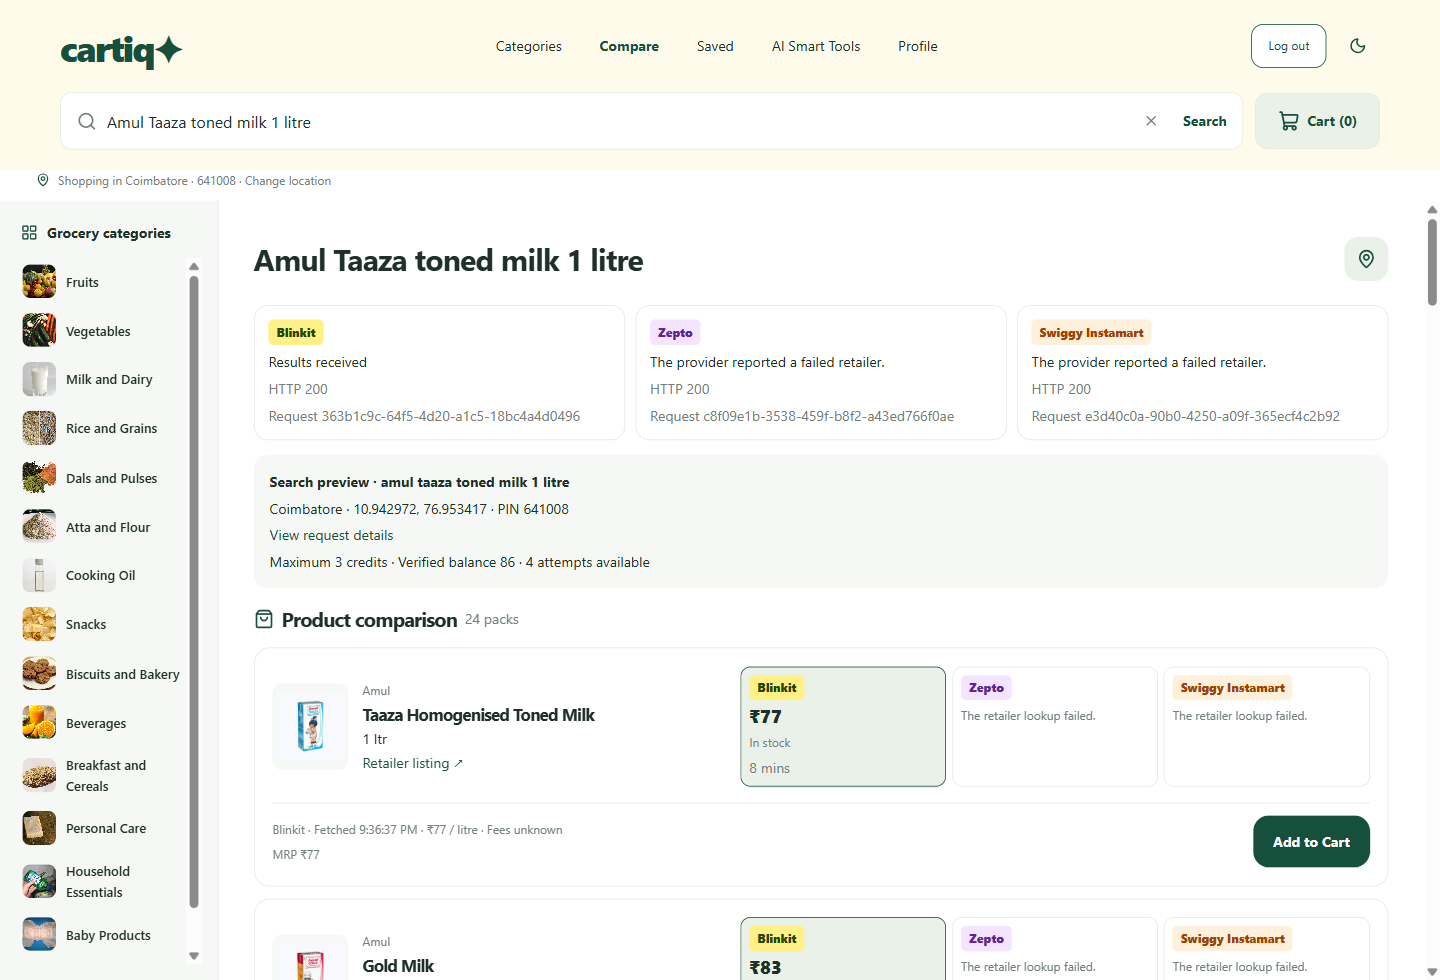 cartiq
Categories
Compare
Saved
AI Smart Tools
Profile
Log out
Amul Taaza toned milk 1 litre
Search
Cart (0)
Shopping in Coimbatore · 641008 · Change location
Grocery categories
Fruits
Vegetables
Milk and Dairy
Rice and Grains
Dals and Pulses
Atta and Flour
Cooking Oil
Snacks
Biscuits and Bakery
Beverages
Breakfast and
Cereals
Personal Care
Household
Essentials
Baby Products
Amul Taaza toned milk 1 litre
Blinkit
Results received
HTTP 200
Request 363b1c9c-64f5-4d20-a1c5-18bc4a4d0496
Zepto
The provider reported a failed retailer.
HTTP 200
Request c8f09e1b-3538-459f-b8f2-a43ed766f0ae
Swiggy Instamart
The provider reported a failed retailer.
HTTP 200
Request e3d40c0a-90b0-4250-a09f-365ecf4c2b92
Search preview · amul taaza toned milk 1 litre
Coimbatore · 10.942972, 76.953417 · PIN 641008
View request details
Maximum 3 credits · Verified balance 86 · 4 attempts available
Product comparison 24 packs
Amul
Taaza Homogenised Toned Milk
1 ltr
Retailer listing ↗
Blinkit
₹77
In stock
8 mins
Zepto
The retailer lookup failed.
Swiggy Instamart
The retailer lookup failed.
Blinkit · Fetched 9:36:37 PM · ₹77 / litre · Fees unknown
MRP ₹77
Add to Cart
Amul
Gold Milk
Blinkit
₹83
Zepto
The retailer lookup failed.
Swiggy Instamart
The retailer lookup failed.